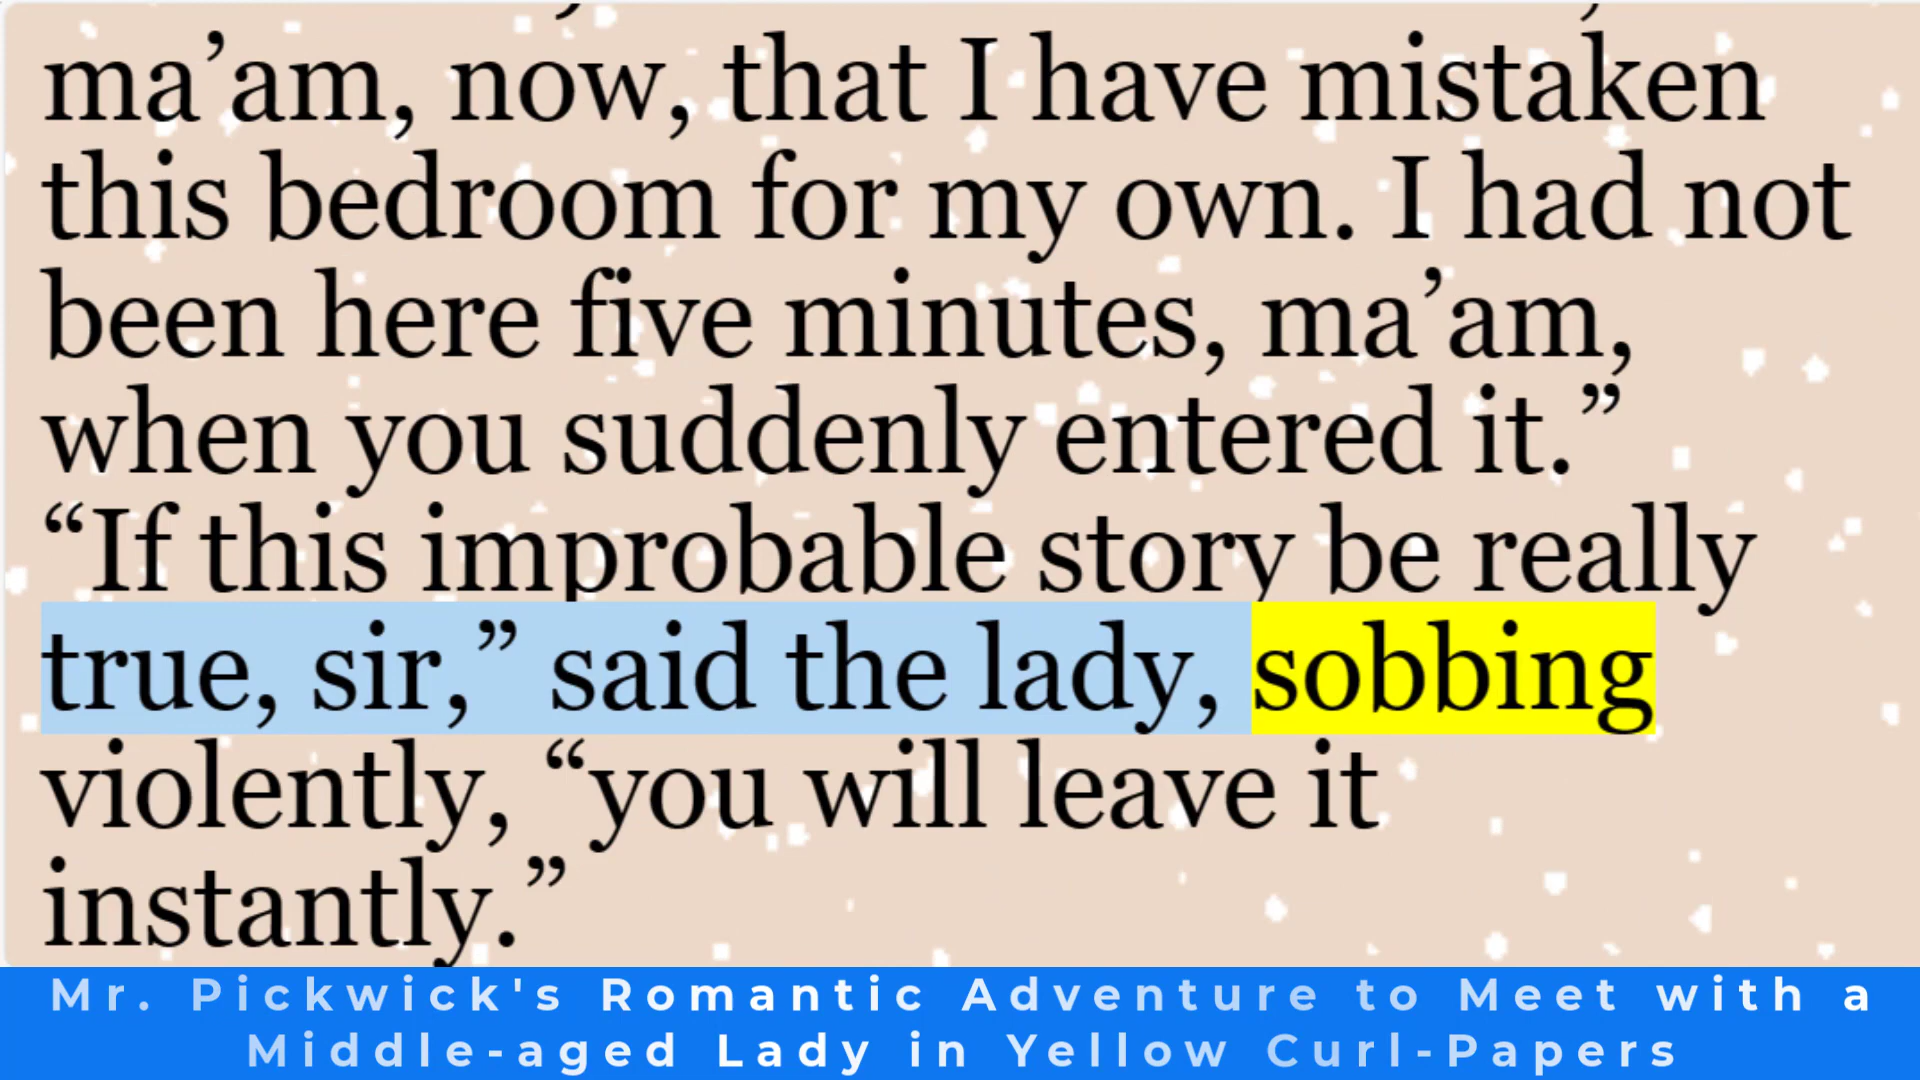 ma’am, now, that I have mistaken
this bedroom for my own. I had not
been here five minutes, ma’am,
when you suddenly entered it.”
“If this improbable story be really
true, sir,” said the lady, sobbing
violently, “you will leave it
instantly.”
Mr. Pickwick's Romantic Adventure to Meet with a
Middle-aged Lady in Yellow Curl-Papers